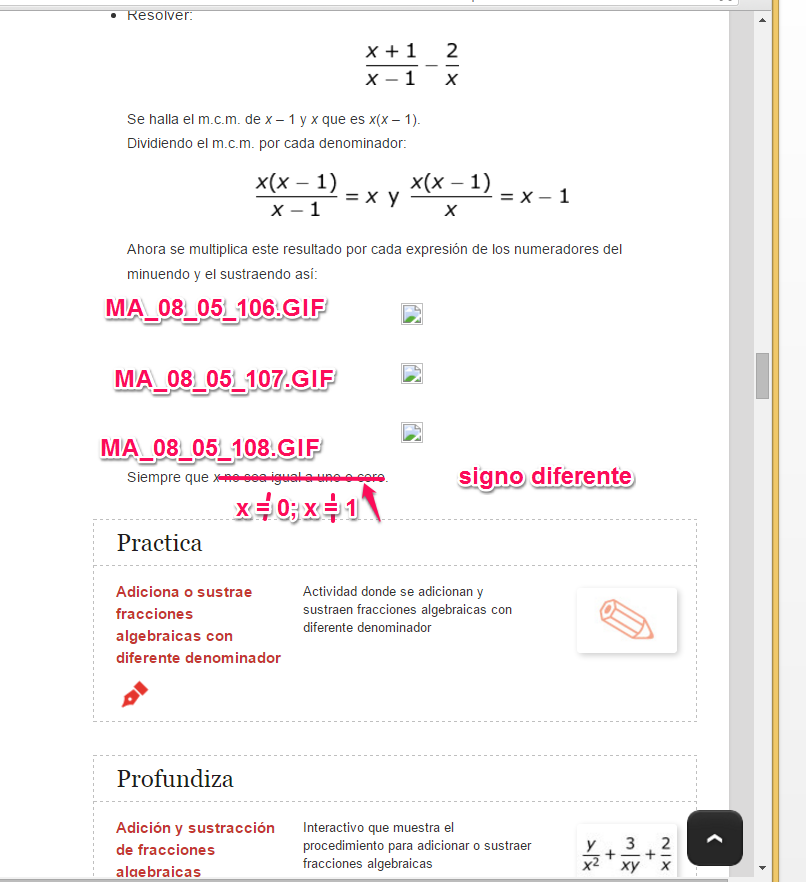 • Resolver:
x + 1 / x – 1 – 2 / x
Se halla el m.c.m. de x – 1 y x que es x(x – 1).
Dividiendo el m.c.m. por cada denominador:
x(x – 1) / x – 1 = x y x(x – 1) / x = x – 1
Ahora se multiplica este resultado por cada expresión de los numeradores del
minuendo y el sustraendo así:
MA_08_05_106.GIF
MA_08_05_107.GIF
MA_08_05_108.GIF
Siempre que x no sea igual a uno o cero.
signo diferente
x ≠ 0; x ≠ 1
Practica
Adiciona o sustrae
fracciones
algebraicas con
diferente denominador
Actividad donde se adicionan y
sustraen fracciones algebraicas con
diferente denominador
Profundiza
Adición y sustracción
de fracciones
algebraicas
Interactivo que muestra el
procedimiento para adicionar o sustraer
fracciones algebraicas
y / x² + 3 / xy + 2 / x